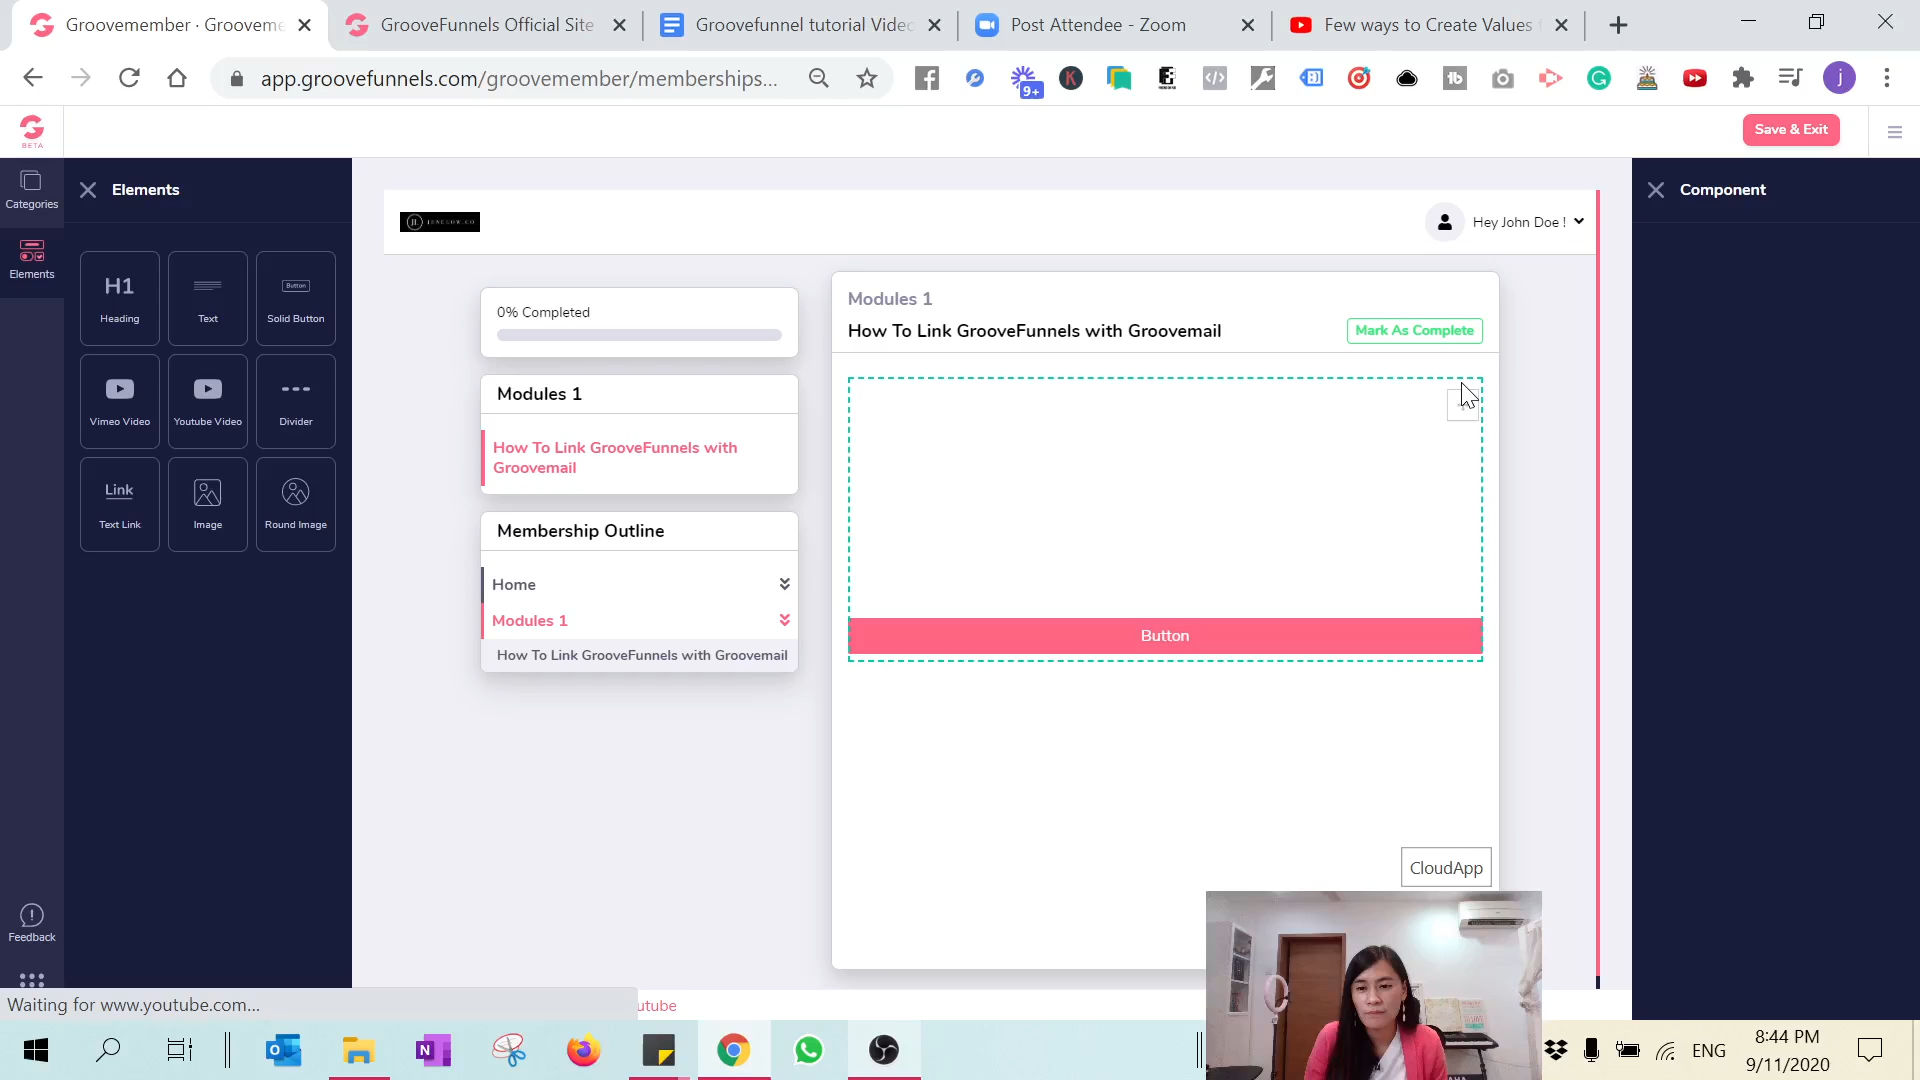 Groovemember · Grooveme
GrooveFunnels Official Site
Groovefunnel tutorial Video
Post Attendee - Zoom
Few ways to Create Values
app.groovefunnels.com/groovemember/memberships...
9+
BETA
Save & Exit
Categories
Elements
Elements
H1
Heading
Text
Button
Solid Button
Vimeo Video
Youtube Video
Divider
Link
Text Link
Image
Round Image
Feedback
Hey John Doe !
0% Completed
Modules 1
How To Link GrooveFunnels with
Groovemail
Membership Outline
Home
Modules 1
How To Link GrooveFunnels with Groovemail
Modules 1
How To Link GrooveFunnels with Groovemail
Mark As Complete
Button
CloudApp
Component
Waiting for www.youtube.com...
utube
ENG
8:44 PM
9/11/2020